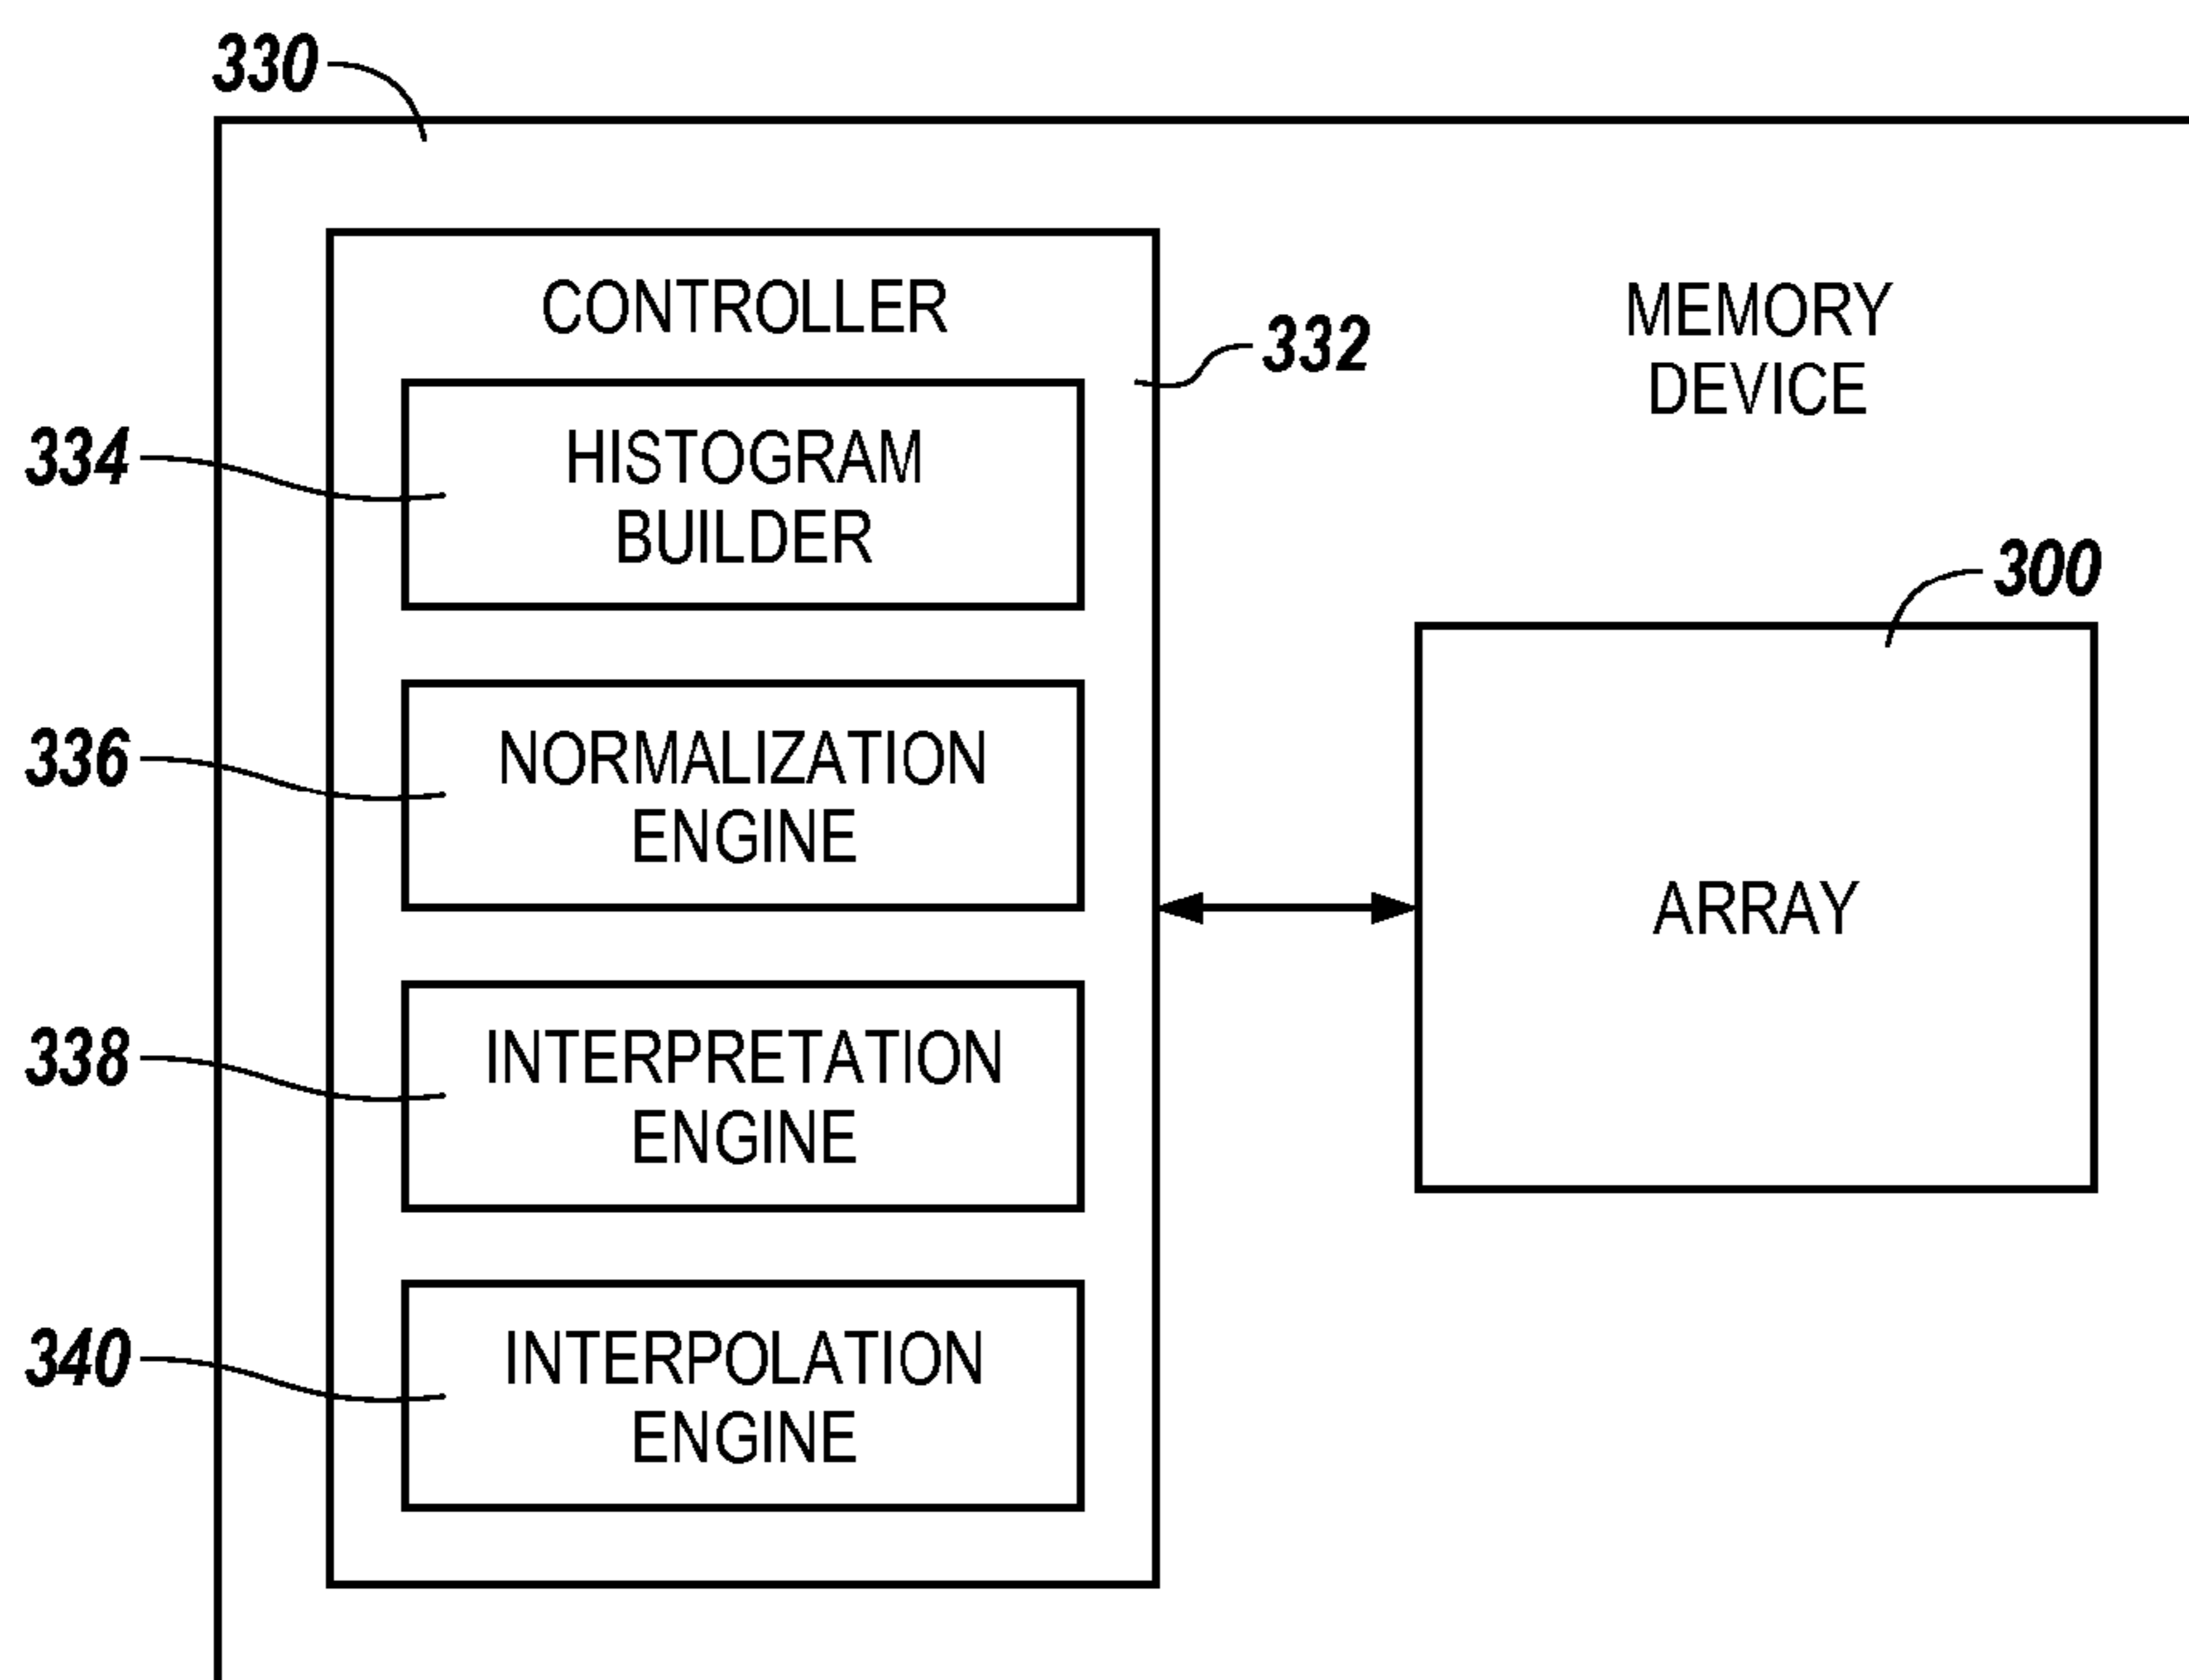 330
CONTROLLER
332
MEMORY
DEVICE
334
HISTOGRAM
BUILDER
300
336
NORMALIZATION
ENGINE
ARRAY
338
INTERPRETATION
ENGINE
340
INTERPOLATION
ENGINE